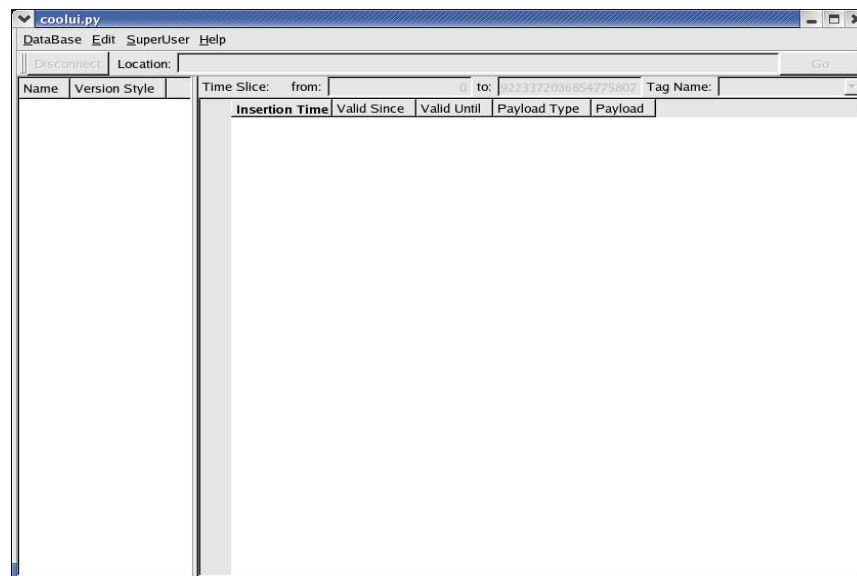 coolui.py
DataBase Edit SuperUser Help
Disconnect Location: Go
Name Version Style Time Slice: from: 0 to: 9223372036854775807 Tag Name:
Insertion Time Valid Since Valid Until Payload Type Payload